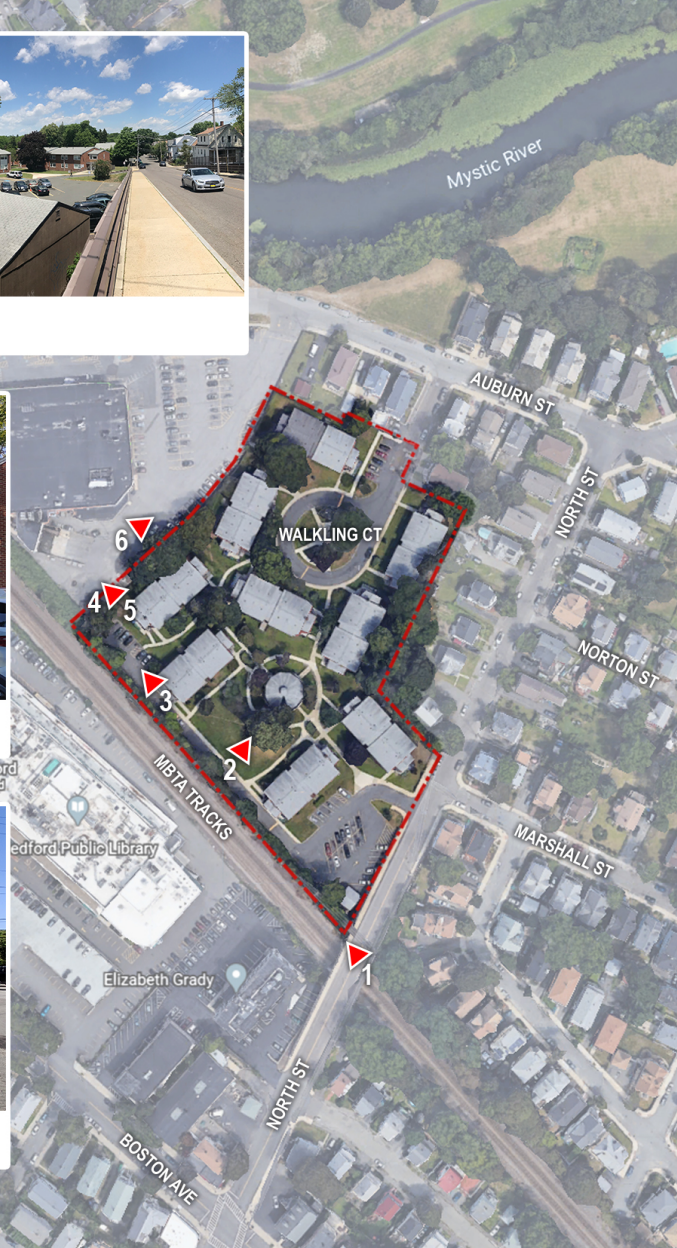 Mystic River
AUBURN ST
NORTH ST
WALKLING CT
6
4
5
NORTON ST
3
2
MBTA TRACKS
edford Public Library
MARSHALL ST
1
Elizabeth Grady
NORTH ST
BOSTON AVE